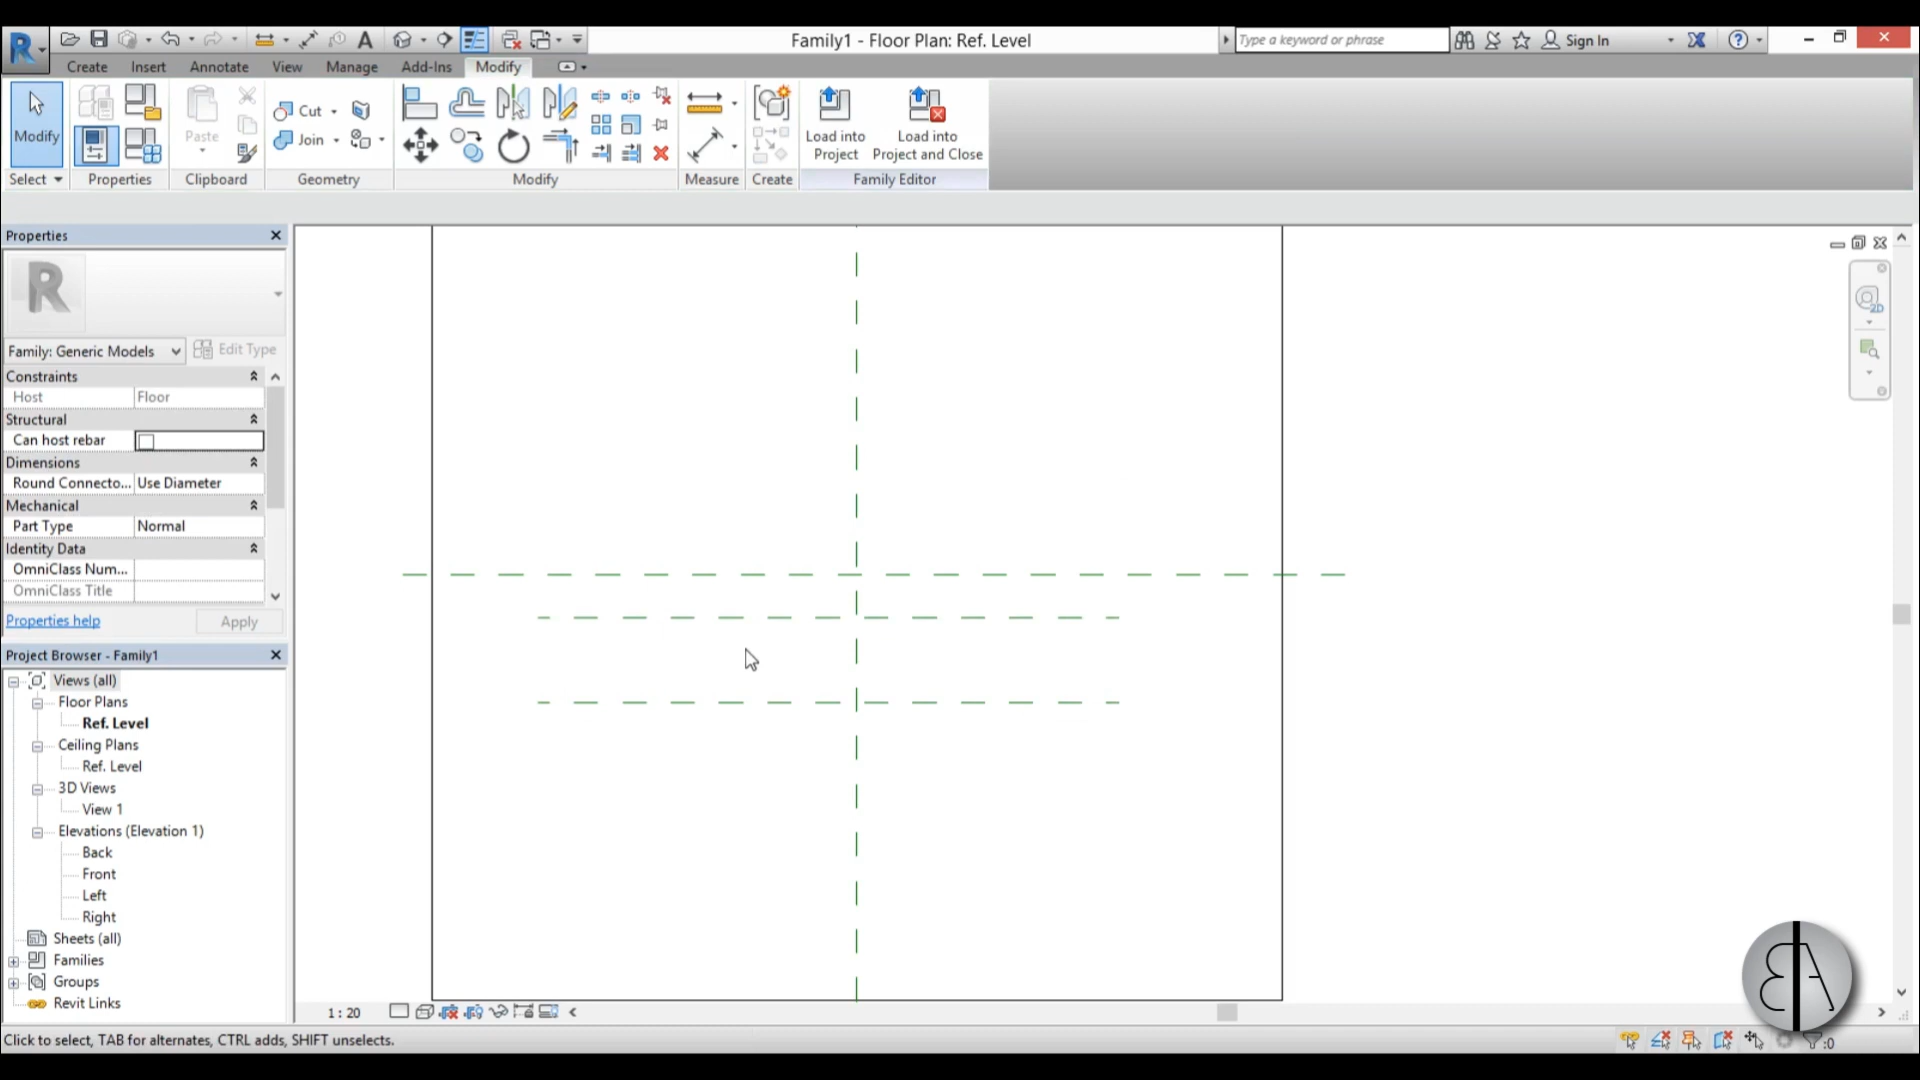 Family1 - Floor Plan: Ref. Level
Type a keyword or phrase
Sign In
Create Insert Annotate View Manage Add-Ins Modify
Modify
Paste
Cut
Join
Load into Project
Load into Project and Close
Select Properties Clipboard Geometry Modify Measure Create Family Editor
Properties
Family: Generic Models
Edit Type
Constraints
Host Floor
Structural
Can host rebar
Dimensions
Round Connecto... Use Diameter
Mechanical
Part Type Normal
Identity Data
OmniClass Num...
OmniClass Title
Properties help
Apply
Project Browser - Family1
Views (all)
Floor Plans
Ref. Level
Ceiling Plans
Ref. Level
3D Views
View 1
Elevations (Elevation 1)
Back
Front
Left
Right
Sheets (all)
Families
Groups
Revit Links
1 : 20
Click to select, TAB for alternates, CTRL adds, SHIFT unselects.
:0